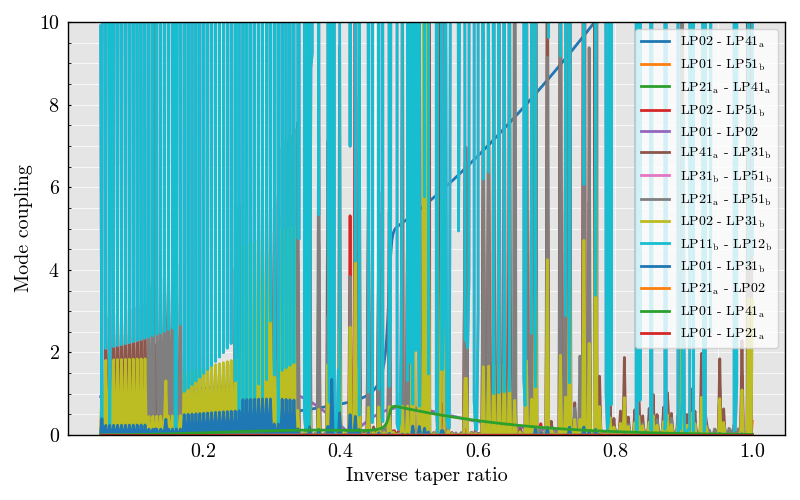 10
8
6
4
2
0
Mode coupling
0.2
0.4
0.6
0.8
1.0
Inverse taper ratio
LP02 - LP41a
LP01 - LP51b
LP21a - LP41a
LP02 - LP51b
LP01 - LP02
LP41a - LP31b
LP31b - LP51b
LP21a - LP51b
LP02 - LP31b
LP11b - LP12b
LP01 - LP31b
LP21a - LP02
LP01 - LP41a
LP01 - LP21a